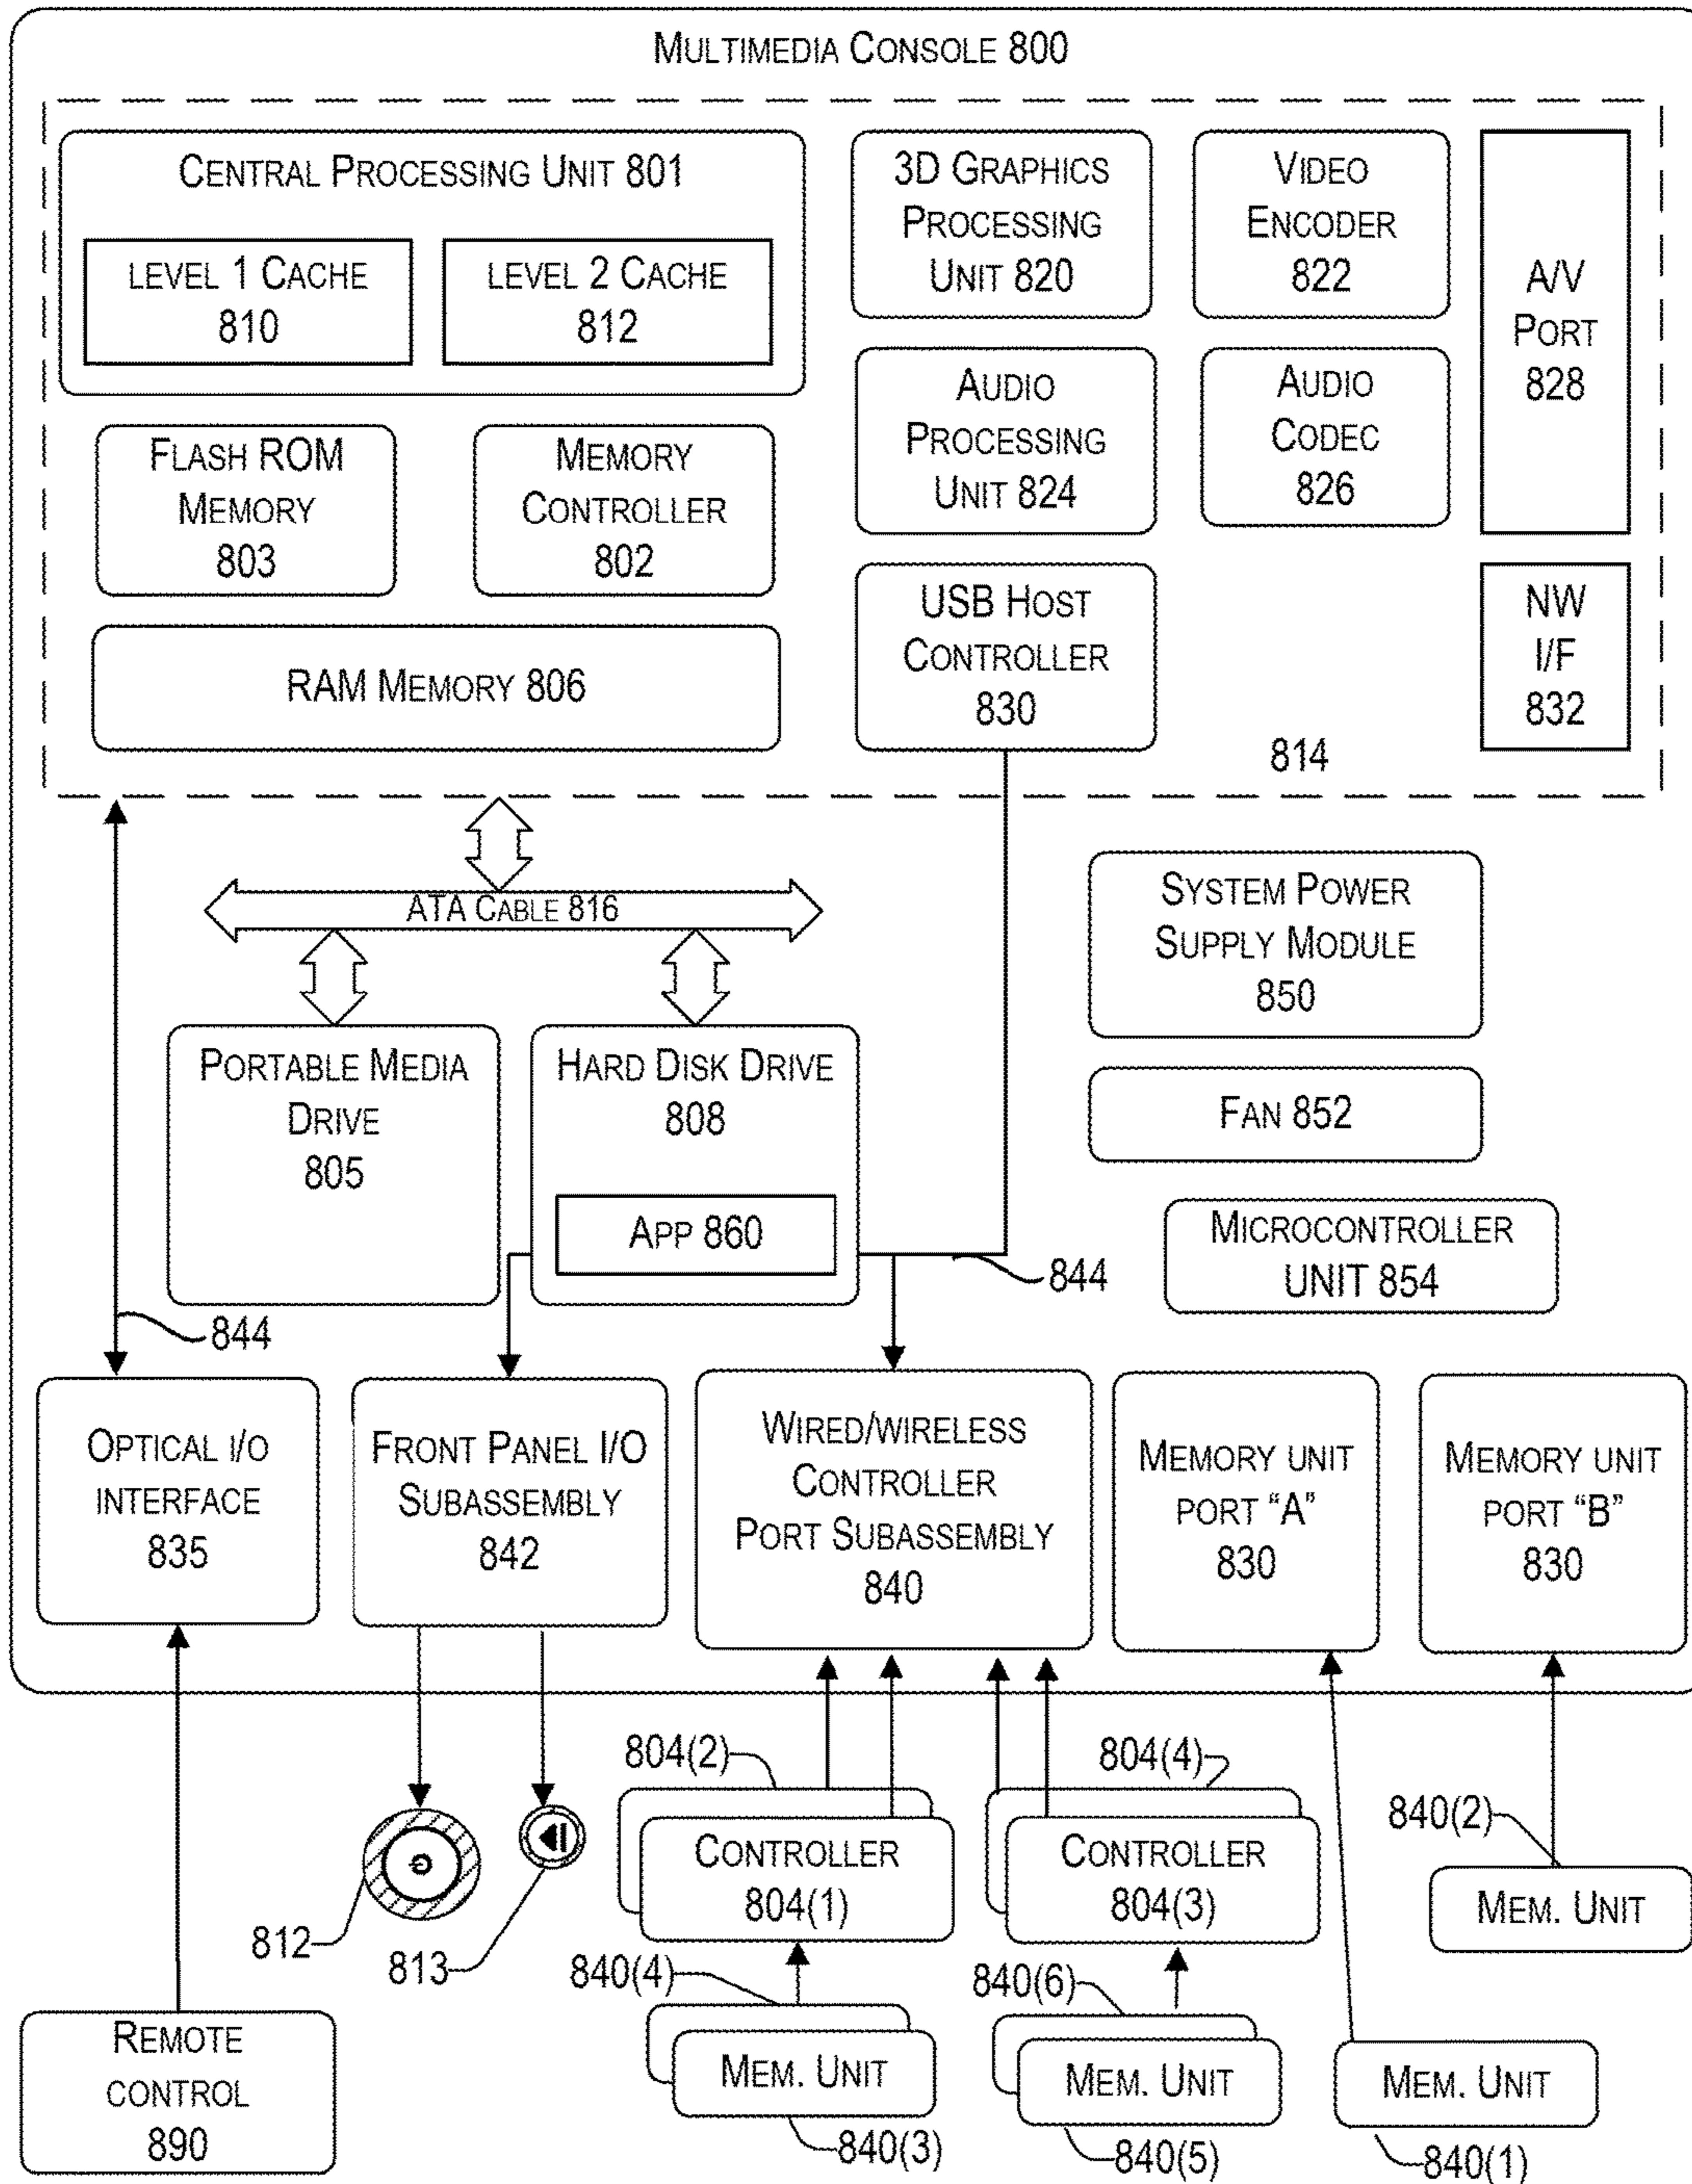 MULTIMEDIA CONSOLE 800
CENTRAL PROCESSING UNIT 801
LEVEL 1 CACHE
810
LEVEL 2 CACHE
812
3D GRAPHICS
PROCESSING
UNIT 820
VIDEO
ENCODER
822
A/V
PORT
828
AUDIO
PROCESSING
UNIT 824
AUDIO
CODEC
826
FLASH ROM
MEMORY
803
MEMORY
CONTROLLER
802
USB HOST
CONTROLLER
830
NW
I/F
832
RAM MEMORY 806
814
ATA CABLE 816
SYSTEM POWER
SUPPLY MODULE
850
PORTABLE MEDIA
DRIVE
805
HARD DISK DRIVE
808
APP 860
FAN 852
MICROCONTROLLER
UNIT 854
844
844
OPTICAL I/O
INTERFACE
835
FRONT PANEL I/O
SUBASSEMBLY
842
WIRED/WIRELESS
CONTROLLER
PORT SUBASSEMBLY
840
MEMORY UNIT
PORT “A”
830
MEMORY UNIT
PORT “B”
830
804(2)
804(4)
CONTROLLER
804(1)
CONTROLLER
804(3)
840(2)
MEM. UNIT
812
813
840(4)
840(6)
REMOTE
CONTROL
890
MEM. UNIT
MEM. UNIT
MEM. UNIT
840(3)
840(5)
840(1)